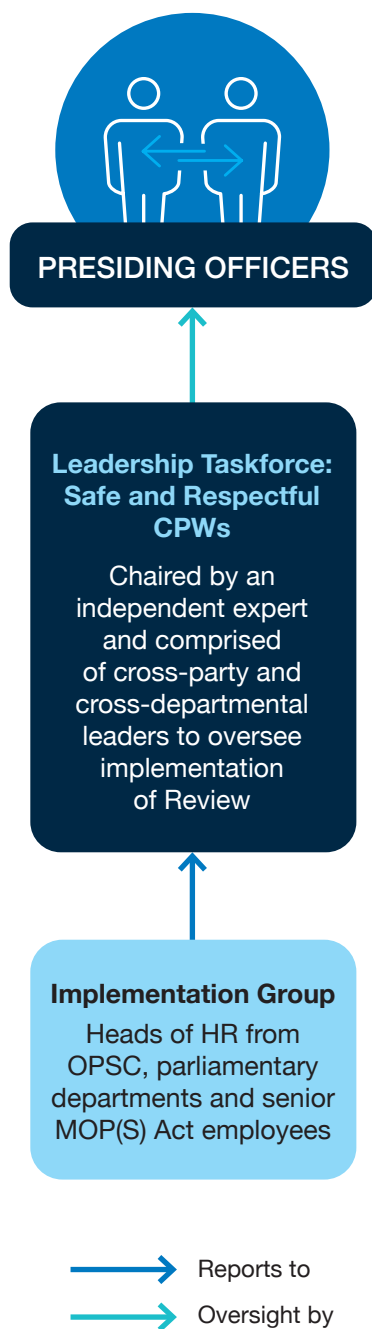 PRESIDING OFFICERS
Leadership Taskforce:
Safe and Respectful
CPWs
Chaired by an
independent expert
and comprised
of cross-party and
cross-departmental
leaders to oversee
implementation
of Review
Implementation Group
Heads of HR from
OPSC, parliamentary
departments and senior
MOP(S) Act employees
Reports to
Oversight by